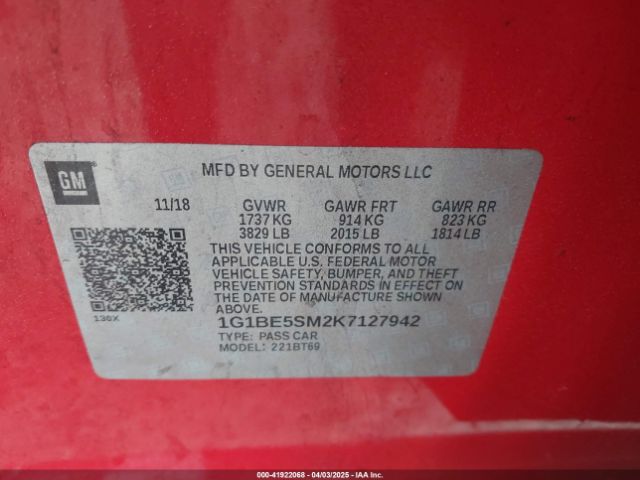 GM
MFD BY GENERAL MOTORS LLC
11/18 GVWR GAWR FRT GAWR RR
1737 KG 914 KG 823 KG
3829 LB 2015 LB 1814 LB
THIS VEHICLE CONFORMS TO ALL
APPLICABLE U.S. FEDERAL MOTOR
VEHICLE SAFETY, BUMPER, AND THEFT
PREVENTION STANDARDS IN EFFECT ON
THE DATE OF MANUFACTURE SHOWN
ABOVE.
130X
1G1BE5SM2K7127942
TYPE: PASS CAR
MODEL: 221BT69
000-41922068 - 04/03/2025 - IAA Inc.